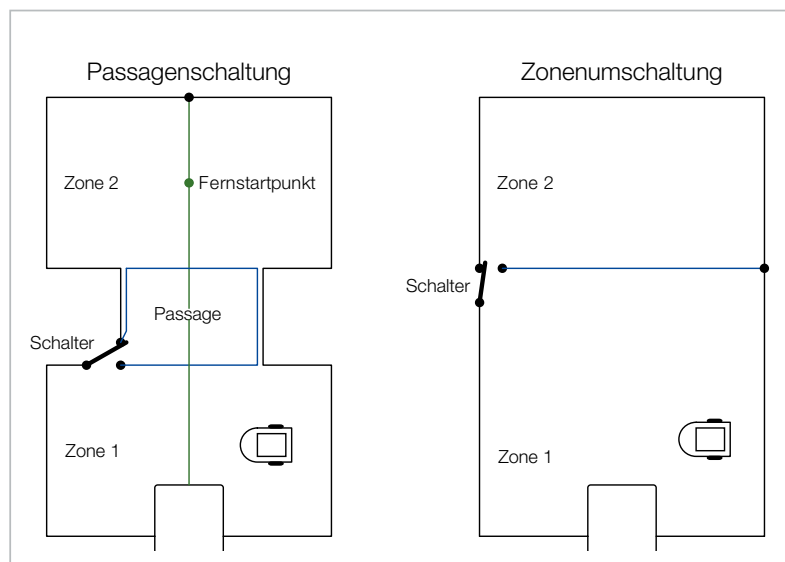 Passagenschaltung
Zone 2
Fernstartpunkt
Passage
Schalter
Zone 1
Zonenumschaltung
Zone 2
Schalter
Zone 1